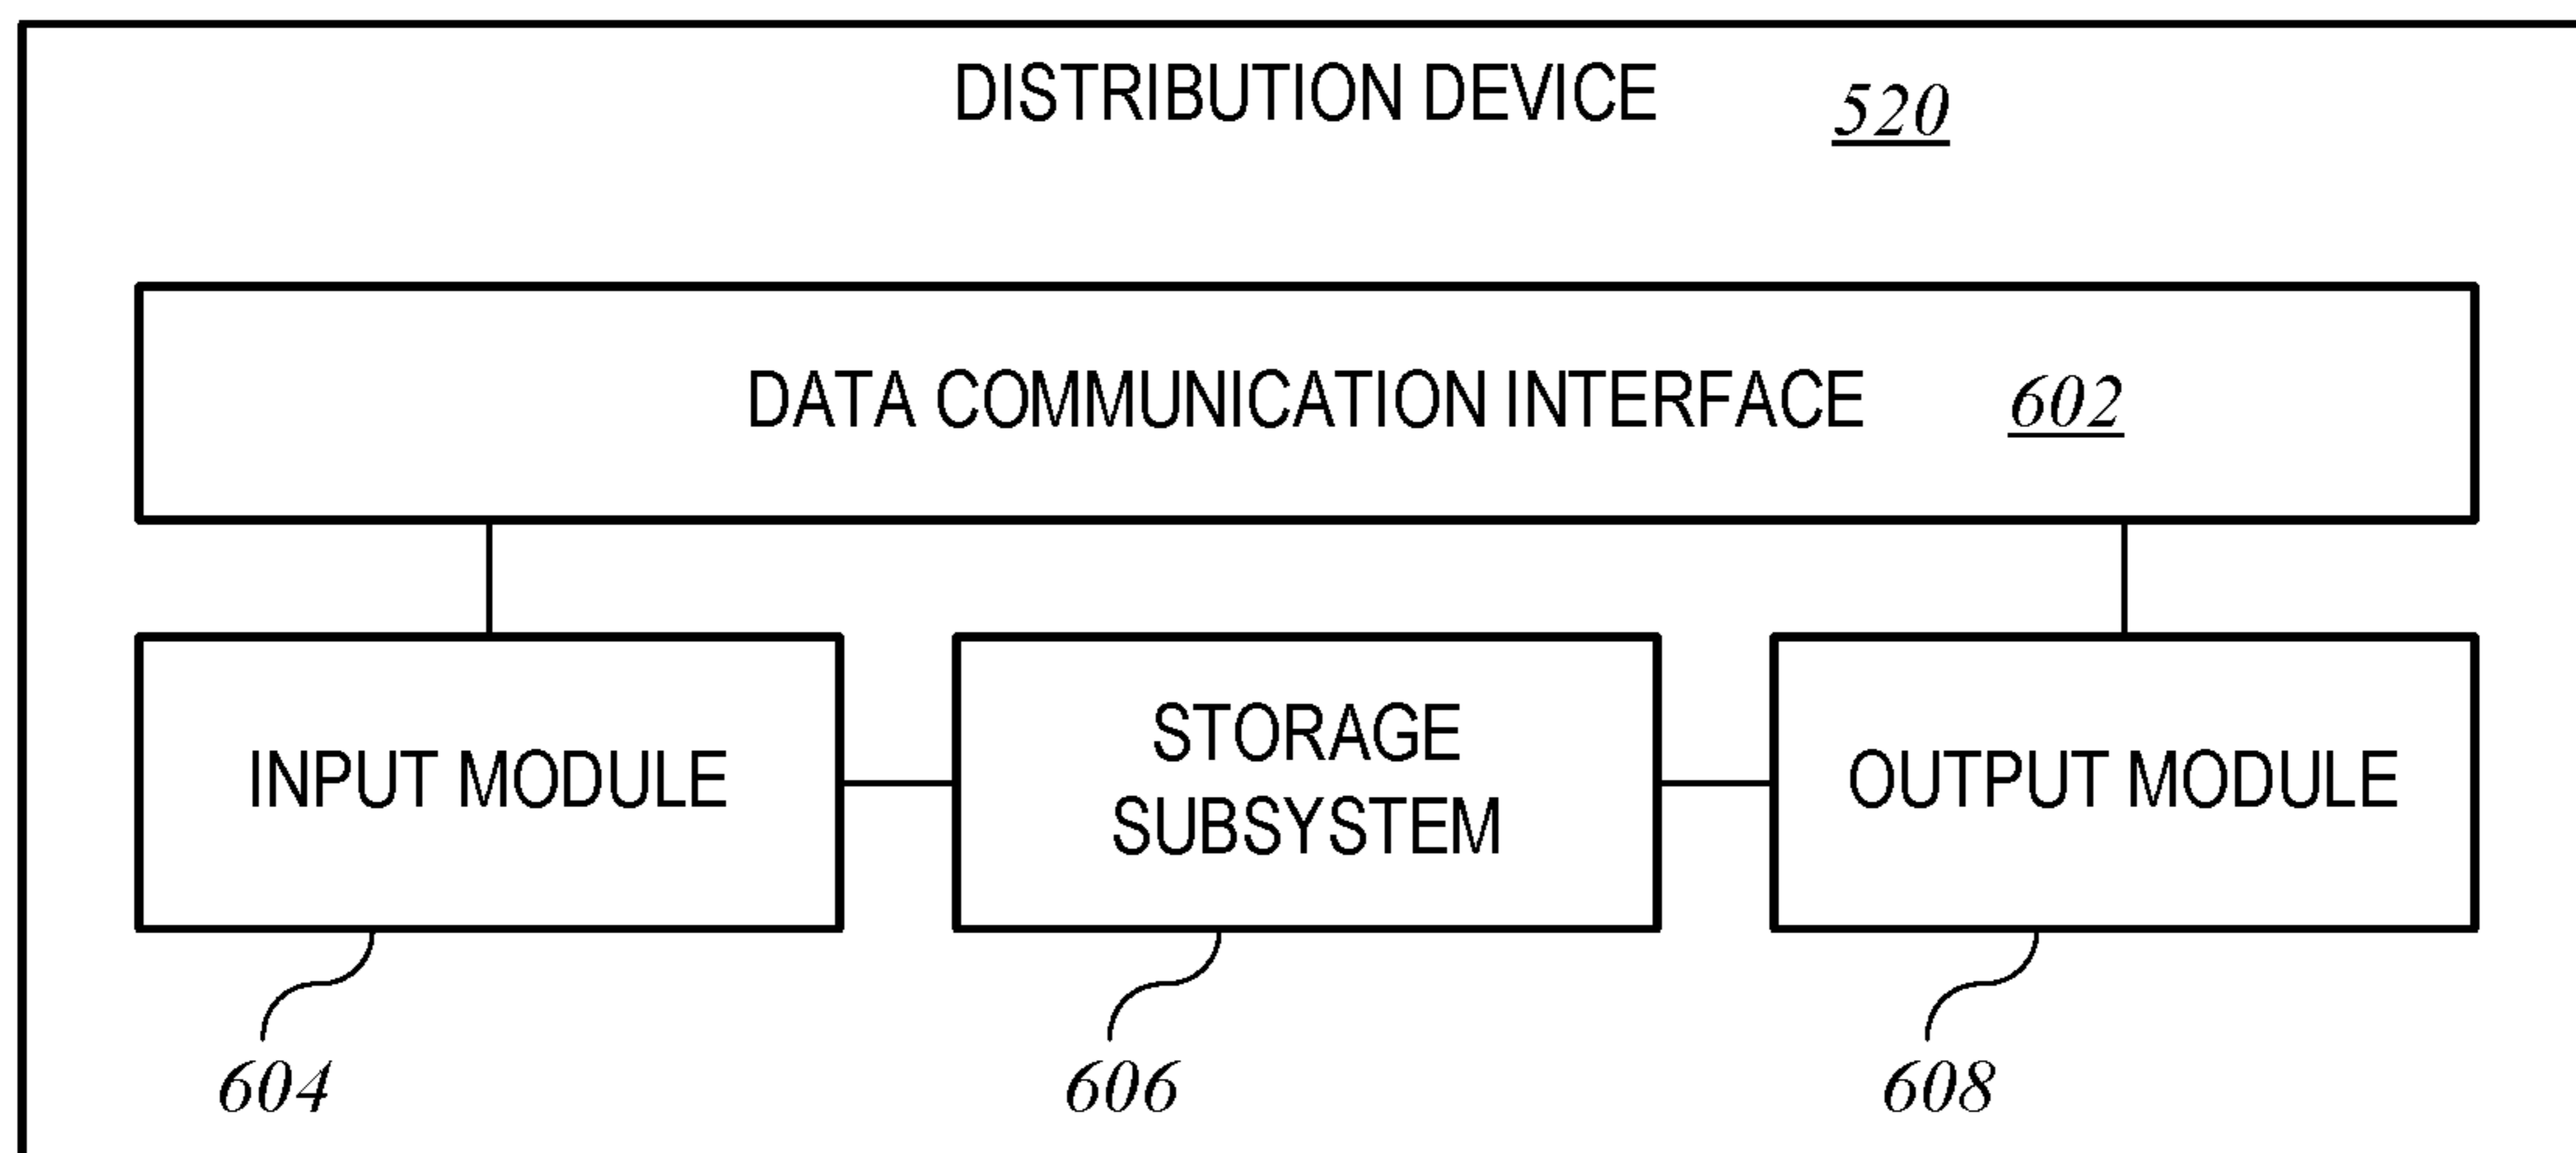 DISTRIBUTION DEVICE 520
DATA COMMUNICATION INTERFACE 602
INPUT MODULE
STORAGE
SUBSYSTEM
OUTPUT MODULE
604
606
608